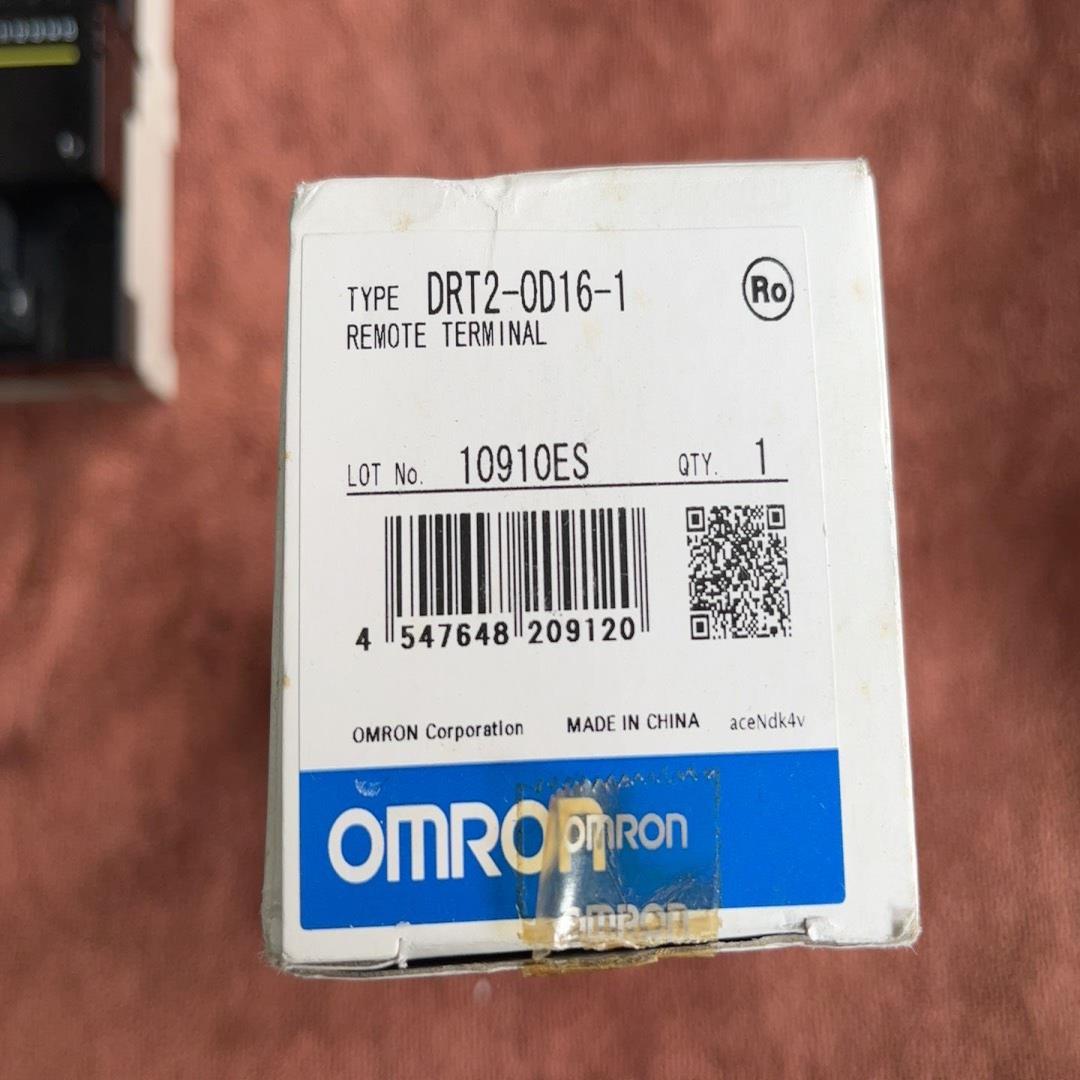 TYPE DRT2-OD16-1
Ro
REMOTE TERMINAL
LOT No. 10910ES QTY. 1
4 547648 209120
OMRON Corporation MADE IN CHINA aceNdk4v
OMRON
OMRON
OMRON